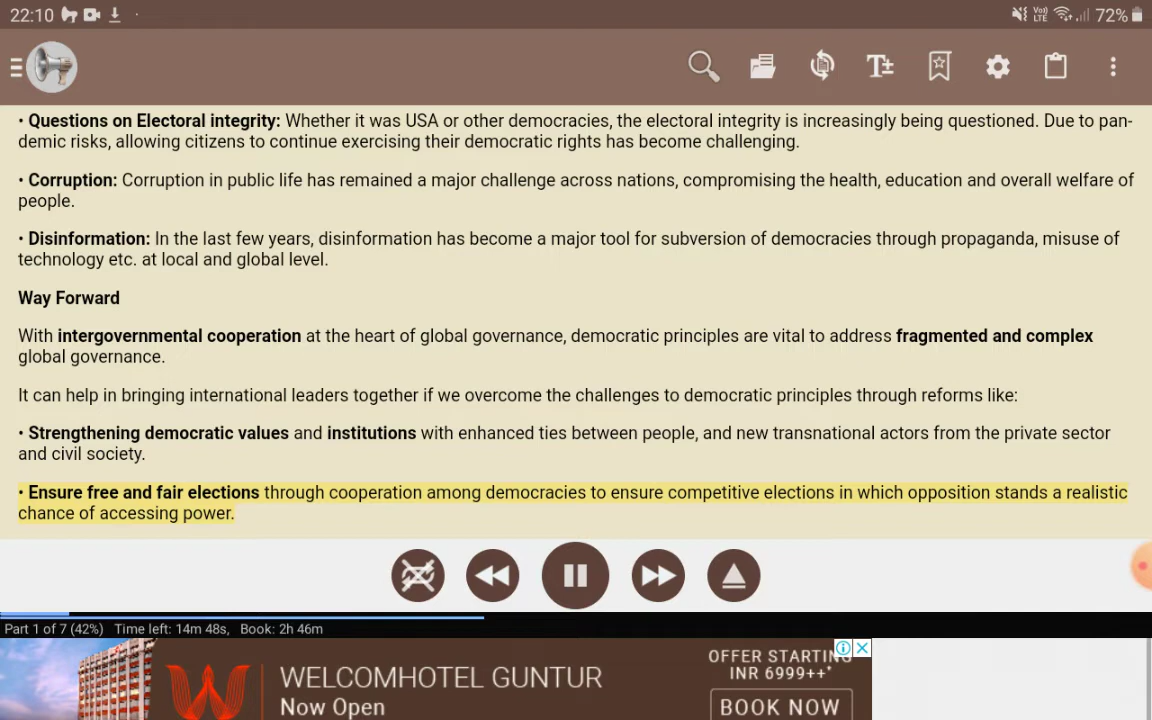 22:10
Vo)) LTE 72%
T±
• Questions on Electoral integrity: Whether it was USA or other democracies, the electoral integrity is increasingly being questioned. Due to pan-
demic risks, allowing citizens to continue exercising their democratic rights has become challenging.
• Corruption: Corruption in public life has remained a major challenge across nations, compromising the health, education and overall welfare of
people.
• Disinformation: In the last few years, disinformation has become a major tool for subversion of democracies through propaganda, misuse of
technology etc. at local and global level.
Way Forward
With intergovernmental cooperation at the heart of global governance, democratic principles are vital to address fragmented and complex
global governance.
It can help in bringing international leaders together if we overcome the challenges to democratic principles through reforms like:
• Strengthening democratic values and institutions with enhanced ties between people, and new transnational actors from the private sector
and civil society.
• Ensure free and fair elections through cooperation among democracies to ensure competitive elections in which opposition stands a realistic
chance of accessing power.
Part 1 of 7 (42%) Time left: 14m 48s, Book: 2h 46m
WELCOMHOTEL GUNTUR
Now Open
OFFER STARTING
INR 6999++*
BOOK NOW